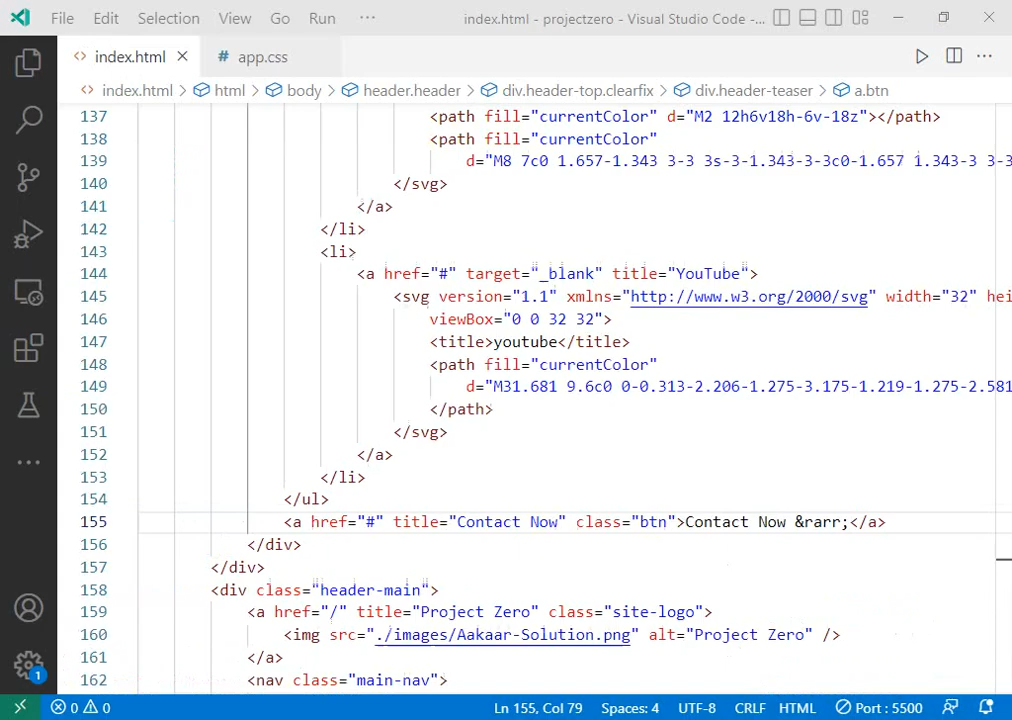 File Edit Selection View Go Run ··· index.html - projectzero - Visual Studio Code -...
index.html app.css
index.html > html > body > header.header > div.header-top.clearfix > div.header-teaser > a.btn
137 <path fill="currentColor" d="M2 12h6v18h-6v-18z"></path>
138 <path fill="currentColor"
139 d="M8 7c0 1.657-1.343 3-3 3s-3-1.343-3-3c0-1.657 1.343-3 3-3
140 </svg>
141 </a>
142 </li>
143 <li>
144 <a href="#" target="_blank" title="YouTube">
145 <svg version="1.1" xmlns="http://www.w3.org/2000/svg" width="32" hei
146 viewBox="0 0 32 32">
147 <title>youtube</title>
148 <path fill="currentColor"
149 d="M31.681 9.6c0 0-0.313-2.206-1.275-3.175-1.219-1.275-2.581
150 </path>
151 </svg>
152 </a>
153 </li>
154 </ul>
155 <a href="#" title="Contact Now" class="btn">Contact Now &rarr;</a>
156 </div>
157 </div>
158 <div class="header-main">
159 <a href="/" title="Project Zero" class="site-logo">
160 <img src="./images/Aakaar-Solution.png" alt="Project Zero" />
161 </a>
162 <nav class="main-nav">
1
0 0 Ln 155, Col 79 Spaces: 4 UTF-8 CRLF HTML Port : 5500